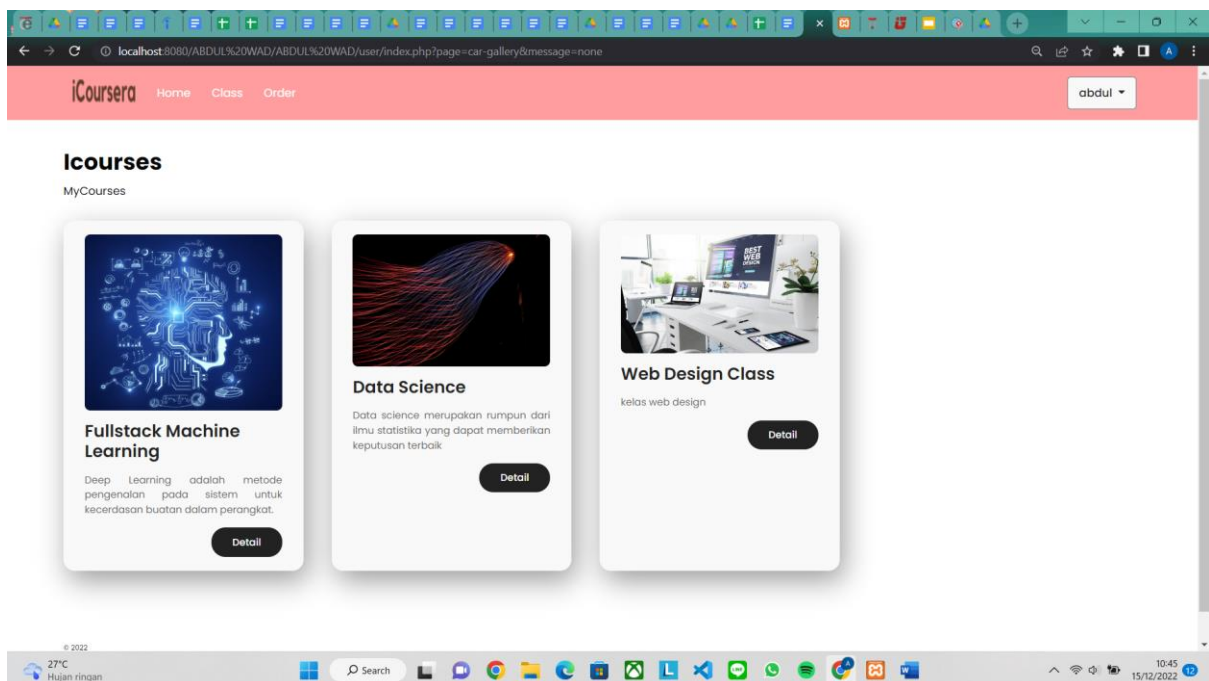 localhost:8080/ABDUL%20WAD/ABDUL%20WAD/user/index.php?page=car-gallery&message=none
A
iCoursera Home Class Order abdul
Icourses
MyCourses
BEST
WEB
DESIGN
Fullstack Machine
Learning
Deep Learning adalah metode
pengenalan pada sistem untuk
kecerdasan buatan dalam perangkat.
Detail
Data Science
Data science merupakan rumpun dari
ilmu statistika yang dapat memberikan
keputusan terbaik
Detail
Web Design Class
kelas web design
Detail
© 2022
27°C
Hujan ringan
Search
10:45
15/12/2022
12